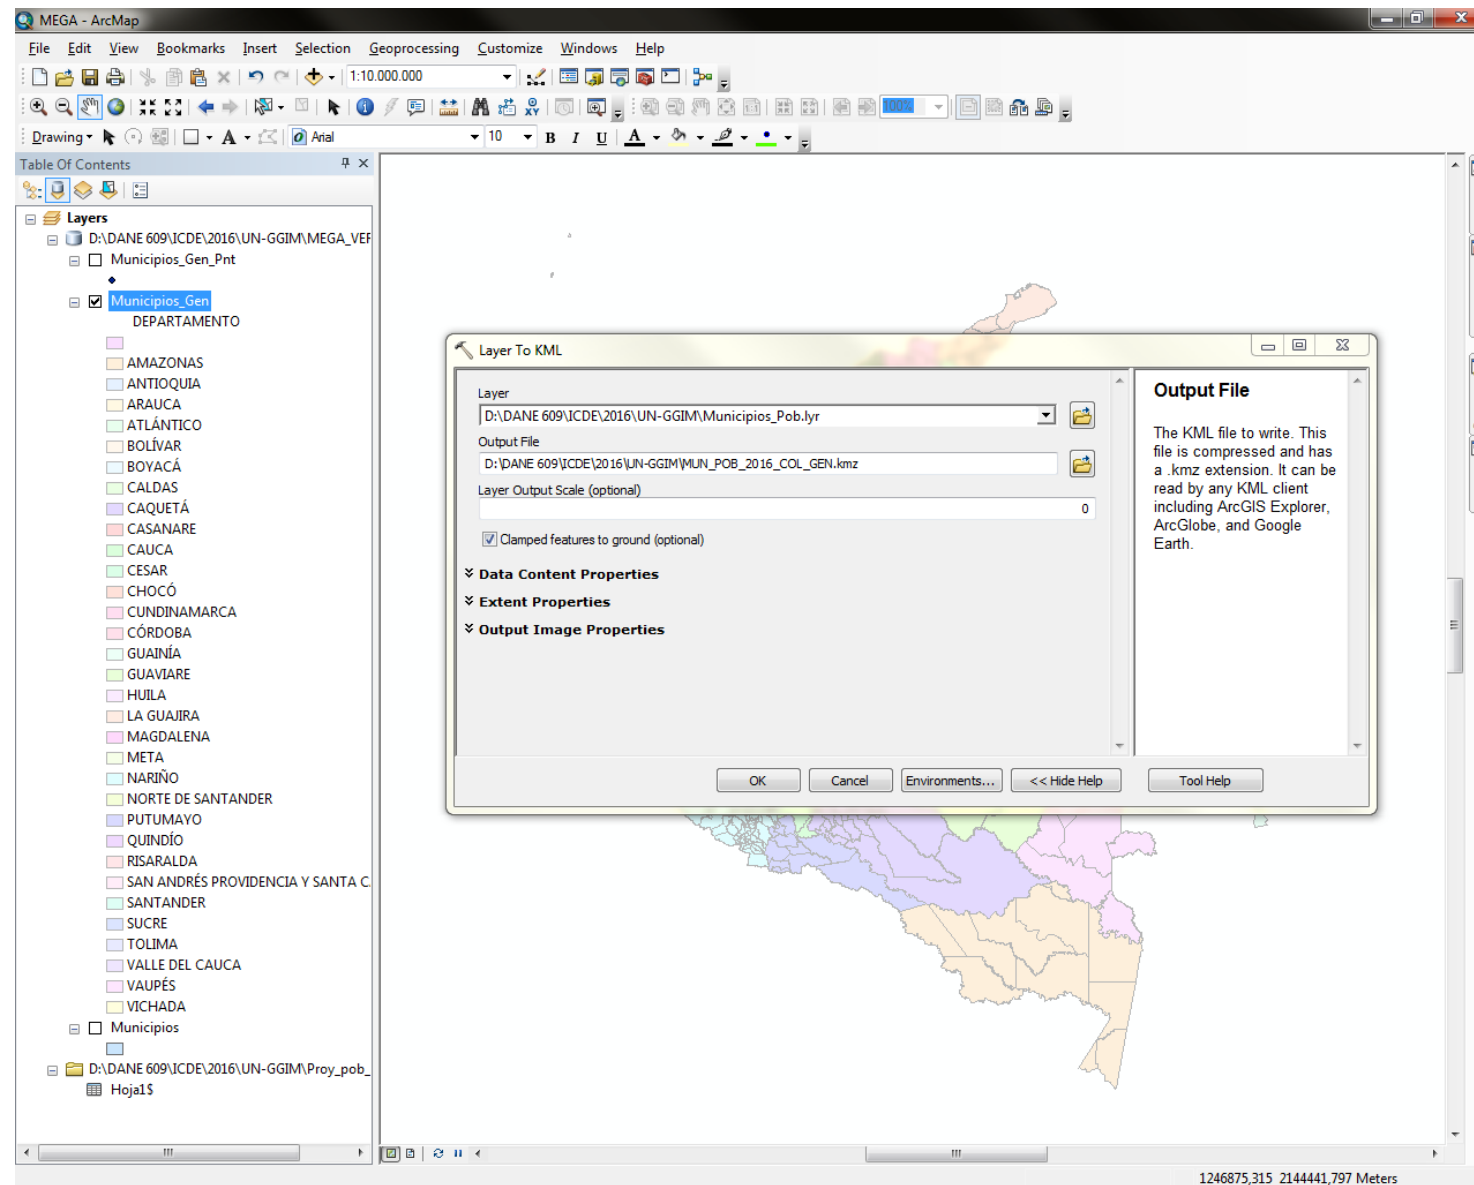 MEGA - ArcMap
File Edit View Bookmarks Insert Selection Geoprocessing Customize Windows Help
1:10.000.000
100%
Drawing A Arial 10 B I U A
Table Of Contents
Layers
D:\DANE 609\ICDE\2016\UN-GGIM\MEGA_VER
Municipios_Gen_Pnt
Municipios_Gen
DEPARTAMENTO
AMAZONAS
ANTIOQUIA
ARAUCA
ATLÁNTICO
BOLÍVAR
BOYACÁ
CALDAS
CAQUETÁ
CASANARE
CAUCA
CESAR
CHOCÓ
CUNDINAMARCA
CÓRDOBA
GUAINÍA
GUAVIARE
HUILA
LA GUAJIRA
MAGDALENA
META
NARIÑO
NORTE DE SANTANDER
PUTUMAYO
QUINDÍO
RISARALDA
SAN ANDRÉS PROVIDENCIA Y SANTA C
SANTANDER
SUCRE
TOLIMA
VALLE DEL CAUCA
VAUPÉS
VICHADA
Municipios
D:\DANE 609\ICDE\2016\UN-GGIM\Proy_pob_
Hoja1$
Layer To KML
Layer
D:\DANE 609\ICDE\2016\UN-GGIM\Municipios_Pob.lyr
Output File
D:\DANE 609\ICDE\2016\UN-GGIM\MUN_POB_2016_COL_GEN.kmz
Layer Output Scale (optional)
0
Clamped features to ground (optional)
Data Content Properties
Extent Properties
Output Image Properties
OK Cancel Environments... << Hide Help Tool Help
Output File
The KML file to write. This
file is compressed and has
a .kmz extension. It can be
read by any KML client
including ArcGIS Explorer,
ArcGlobe, and Google
Earth.
1246875,315 2144441,797 Meters